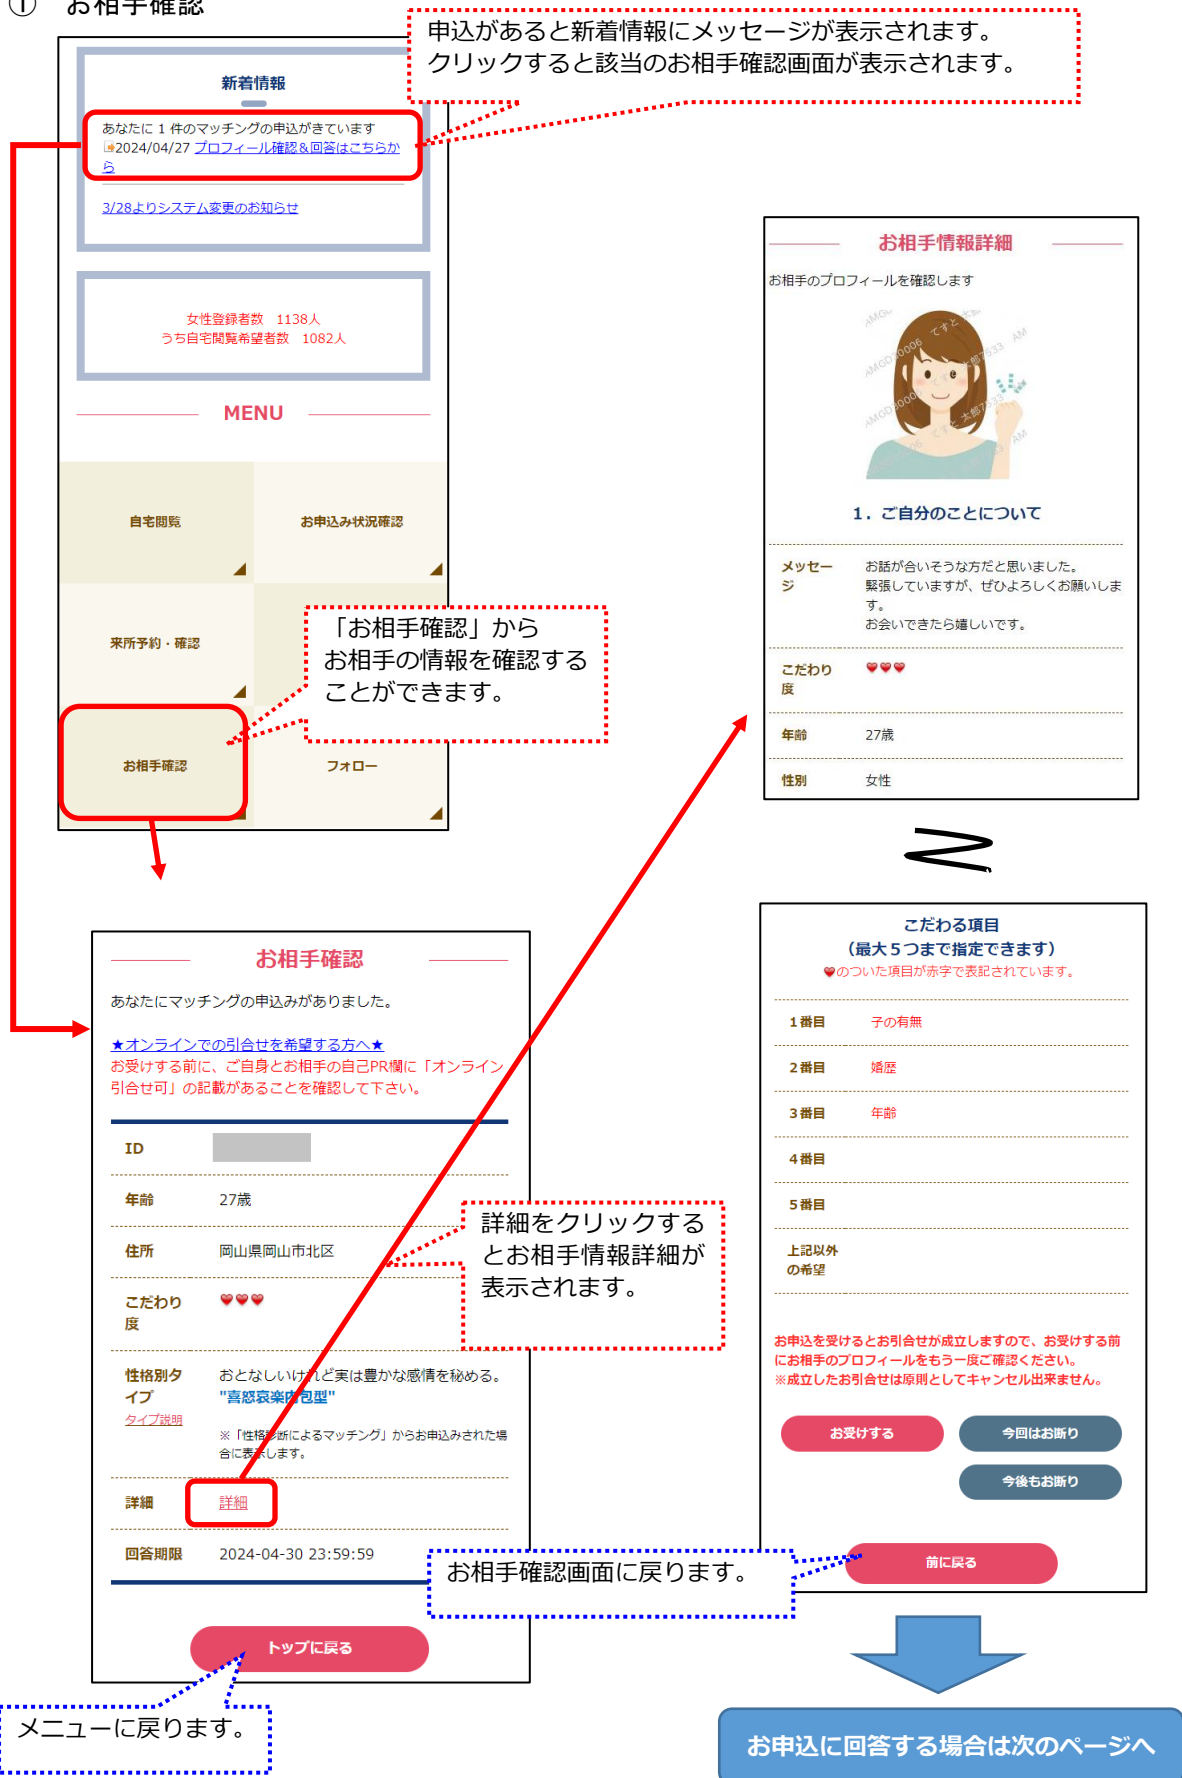 ① お相手確認
申込があると新着情報にメッセージが表示されます。
クリックすると該当のお相手確認画面が表示されます。
新着情報
あなたに 1 件のマッチングの申込がきています
2024/04/27 プロフィール確認＆回答はこちらか
ら
3/28よりシステム変更のお知らせ
女性登録者数 1138人
うち自宅閲覧希望者数 1082人
MENU
自宅閲覧
お申込み状況確認
来所予約・確認
「お相手確認」から
お相手の情報を確認する
ことができます。
お相手確認
フォロー
お相手情報詳細
お相手のプロフィールを確認します
てすと 太郎7533 AM
1．ご自分のことについて
メッセー
ジ
お話が合いそうな方だと思いました。
緊張していますが、ぜひよろしくお願いしま
す。
お会いできたら嬉しいです。
こだわり
度
年齢 27歳
性別 女性
お相手確認
あなたにマッチングの申込みがありました。
★オンラインでの引合せを希望する方へ★
お受けする前に、ご自身とお相手の自己PR欄に「オンライン
引合せ可」の記載があることを確認して下さい。
ID
年齢 27歳
住所 岡山県岡山市北区
こだわり
度
性格別タ
イプ
タイプ説明
おとなしいけれど実は豊かな感情を秘める。
"喜怒哀楽内包型"
※「性格診断によるマッチング」からお申込みされた場
合に表示します。
詳細 詳細
回答期限 2024-04-30 23:59:59
トップに戻る
詳細をクリックする
とお相手情報詳細が
表示されます。
メニューに戻ります。
こだわる項目
（最大５つまで指定できます）
のついた項目が赤字で表記されています。
1番目 子の有無
2番目 婚歴
3番目 年齢
4番目
5番目
上記以外
の希望
お申込を受けるとお引合せが成立しますので、お受けする前
にお相手のプロフィールをもう一度ご確認ください。
※成立したお引合せは原則としてキャンセル出来ません。
お受けする
今回はお断り
今後もお断り
前に戻る
お相手確認画面に戻ります。
お申込に回答する場合は次のページへ